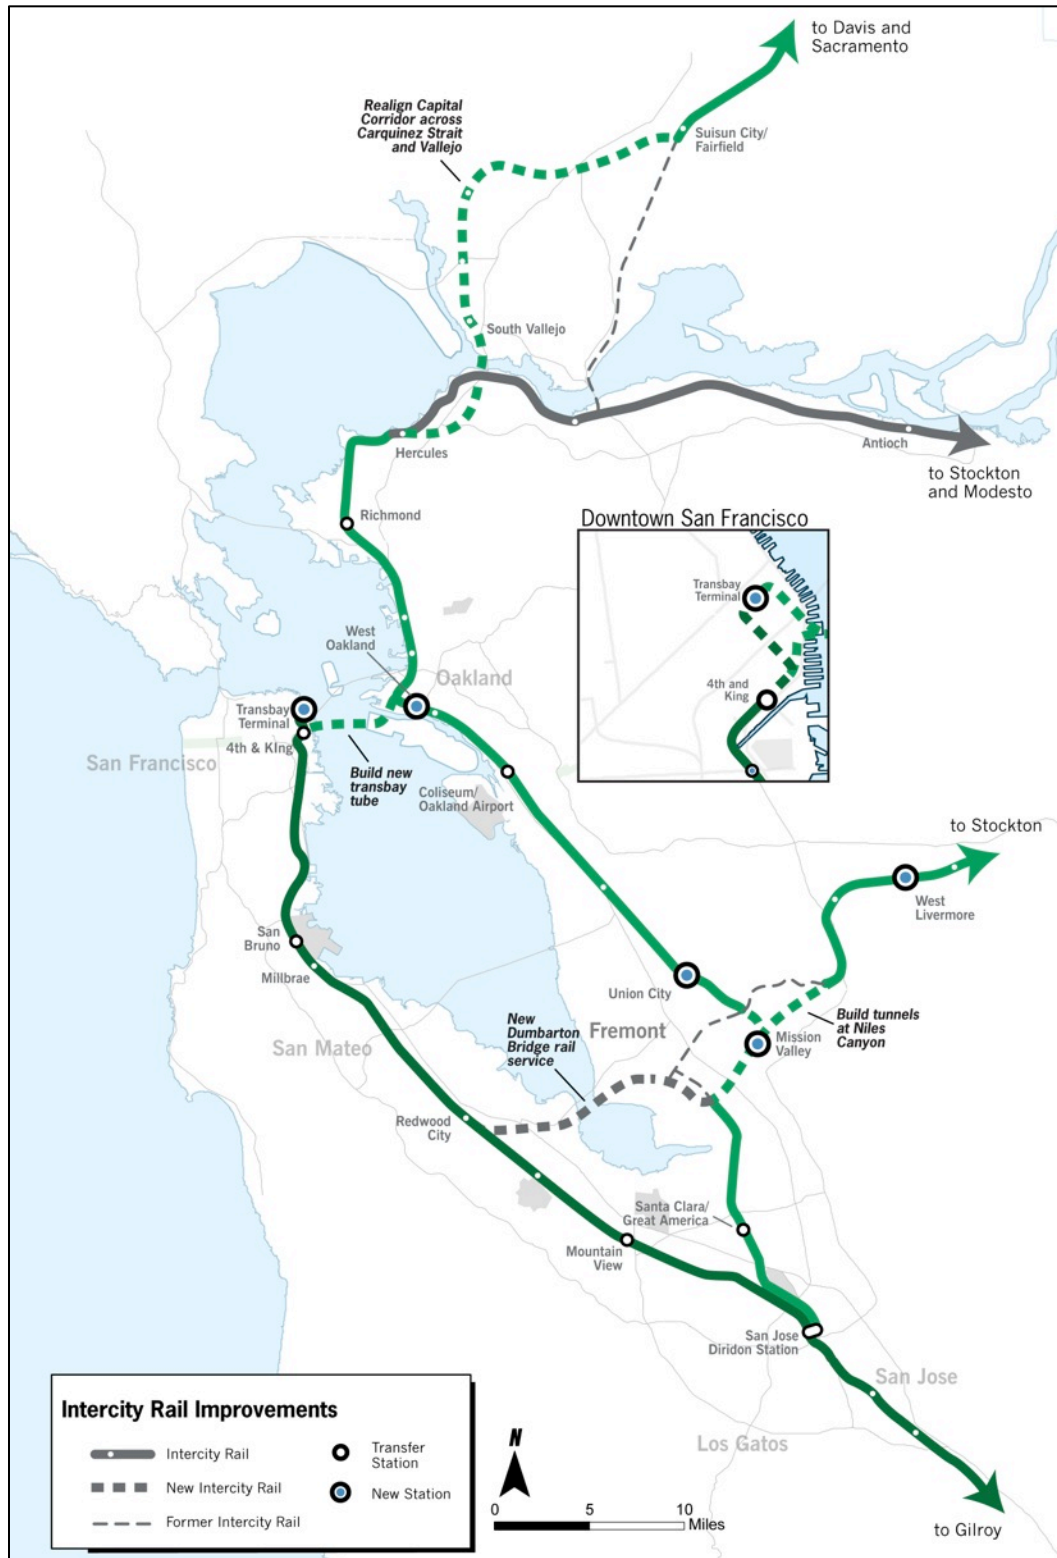 to Davis and
Sacramento
Realign Capital
Corridor across
Carquinez Strait
and Vallejo
Suisun City/
Fairfield
South Vallejo
Hercules
Antioch
to Stockton
and Modesto
Richmond
Downtown San Francisco
Transbay
Terminal
4th and
King
West
Oakland
Oakland
Transbay
Terminal
4th & KIng
San Francisco
Build new
transbay
tube
Coliseum/
Oakland Airport
to Stockton
West
Livermore
San
Bruno
Millbrae
Union City
Build tunnels
at Niles
Canyon
New
Dumbarton
Bridge rail
service
Fremont
Mission
Valley
San Mateo
Redwood
City
Santa Clara/
Great America
Mountain
View
San Jose
Diridon Station
San Jose
Los Gatos
to Gilroy
Intercity Rail Improvements
Intercity Rail
New Intercity Rail
Former Intercity Rail
Transfer
Station
New Station
N
0 5 10
Miles